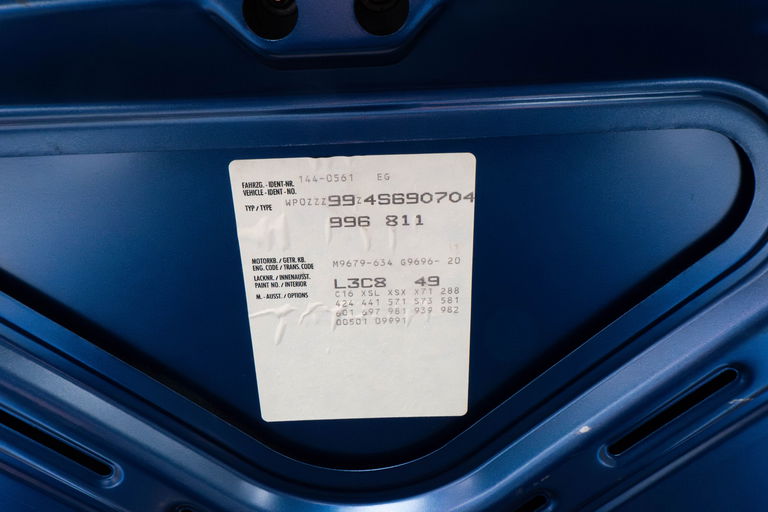 FAHRZG. - IDENT-NR. 144-0561 EG
VEHICLE - IDENT - NO.
TYP / TYPE WP0ZZZ99Z4S690704
996 811
MOTORKB. / GETR. KB. M9679-634 G9696- 20
ENG. CODE / TRANS. CODE
LACKNR. / INNENAUSST. L3C8 49
PAINT NO. / INTERIOR
M. - AUSST. / OPTIONS C16 XSL XSX X71 288
424 441 571 573 581
601 697 981 939 982
00501 09991